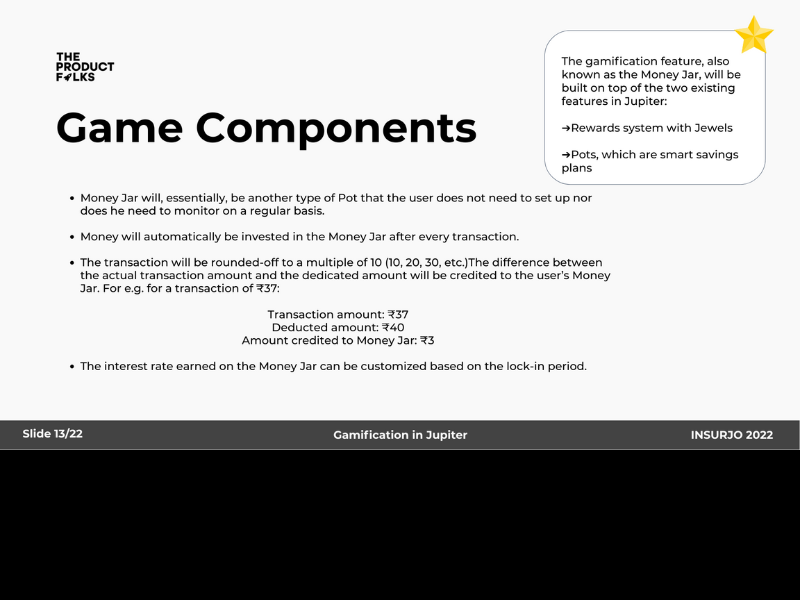 THE
PRODUCT
FOLKS
Game Components
The gamification feature, also
known as the Money Jar, will be
built on top of the two existing
features in Jupiter:
➔Rewards system with Jewels
➔Pots, which are smart savings
plans
• Money Jar will, essentially, be another type of Pot that the user does not need to set up nor
does he need to monitor on a regular basis.
• Money will automatically be invested in the Money Jar after every transaction.
• The transaction will be rounded-off to a multiple of 10 (10, 20, 30, etc.)The difference between
the actual transaction amount and the dedicated amount will be credited to the user’s Money
Jar. For e.g. for a transaction of ₹37:
Transaction amount: ₹37
Deducted amount: ₹40
Amount credited to Money Jar: ₹3
• The interest rate earned on the Money Jar can be customized based on the lock-in period.
Slide 13/22
Gamification in Jupiter
INSURJO 2022